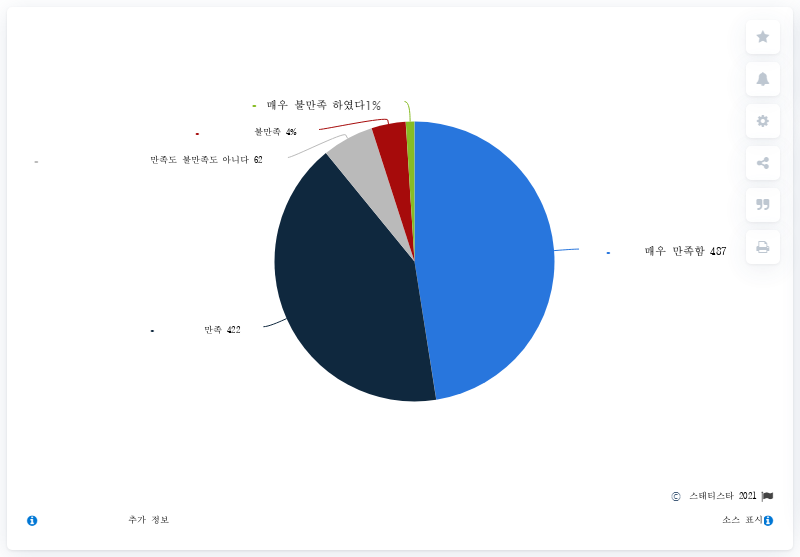 매우 불만족 하였다1%
불만족 4%
만족도 불만족도 아니다 62
매우 만족함 487
만족 422
© 스태티스타 2021
추가 정보
소스 표시